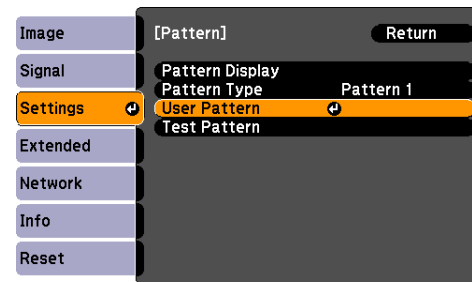 Image
Signal
Settings
Extended
Network
Info
Reset
[Pattern] Return
Pattern Display
Pattern Type Pattern 1
User Pattern
Test Pattern